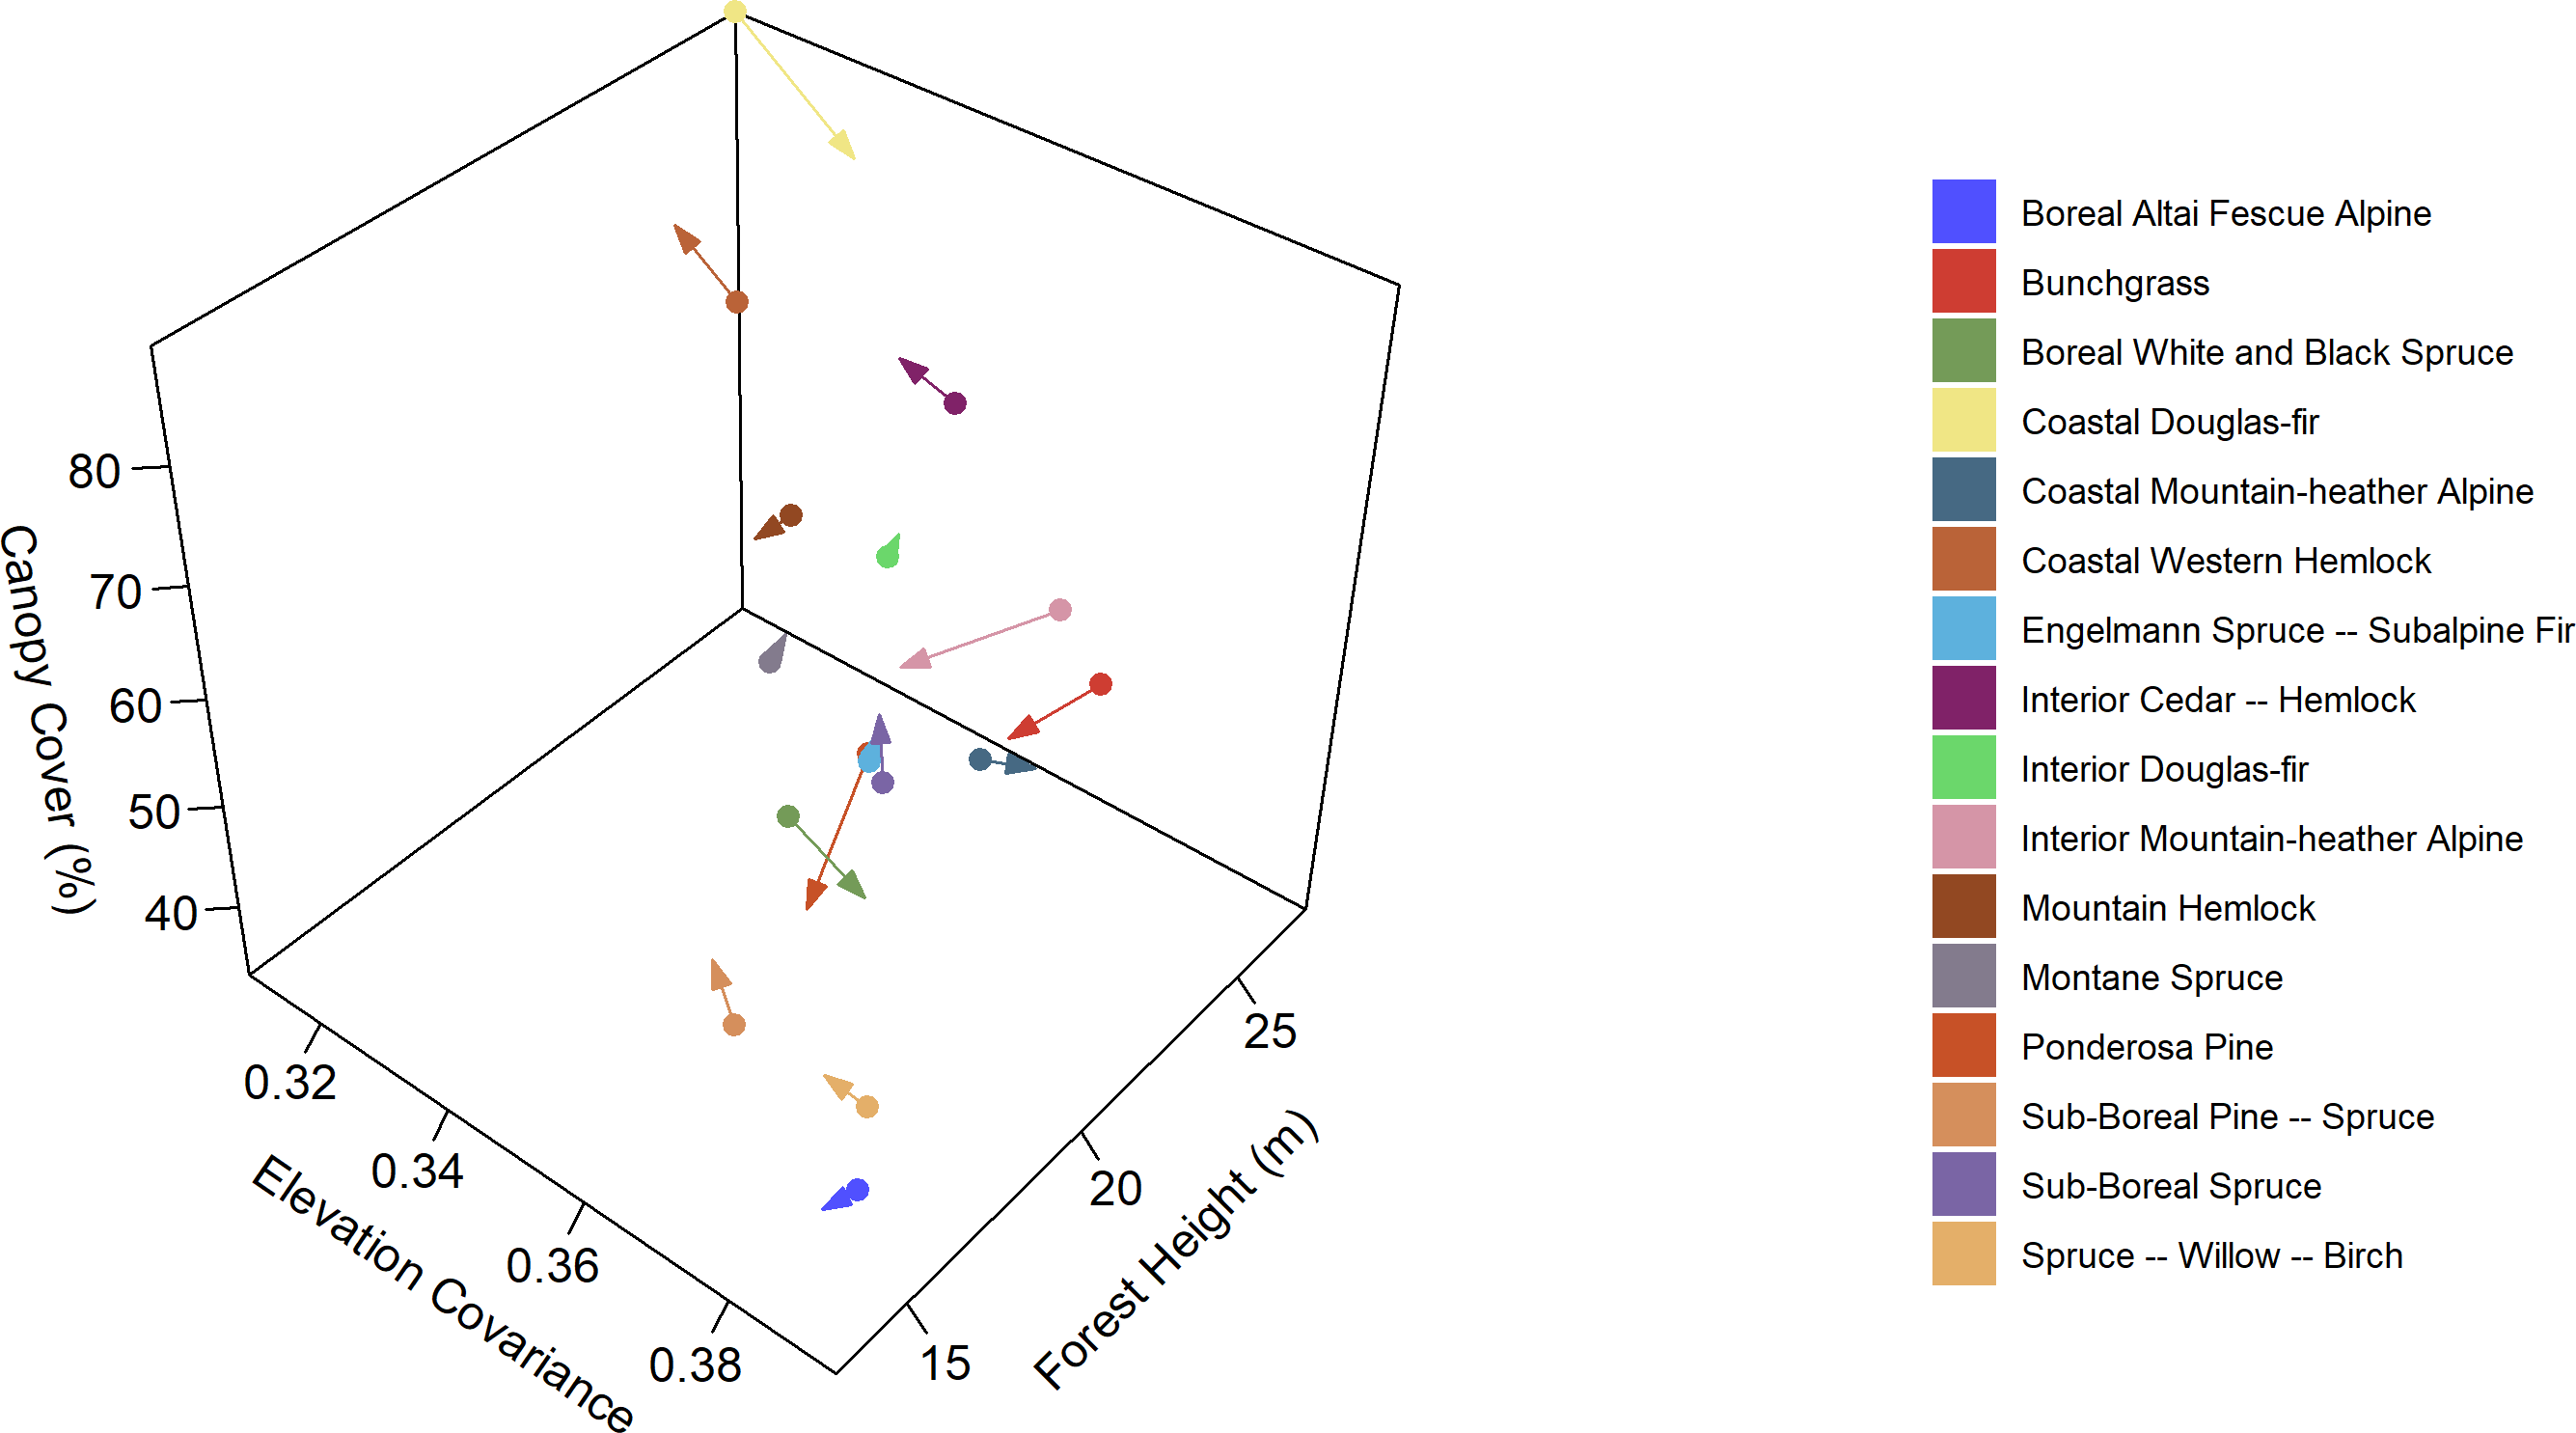 80
70
60
50
40
Canopy Cover (%)
0.32
0.34
0.36
0.38
Elevation Covariance
15
20
25
Forest Height (m)
Boreal Altai Fescue Alpine
Bunchgrass
Boreal White and Black Spruce
Coastal Douglas-fir
Coastal Mountain-heather Alpine
Coastal Western Hemlock
Engelmann Spruce -- Subalpine Fir
Interior Cedar -- Hemlock
Interior Douglas-fir
Interior Mountain-heather Alpine
Mountain Hemlock
Montane Spruce
Ponderosa Pine
Sub-Boreal Pine -- Spruce
Sub-Boreal Spruce
Spruce -- Willow -- Birch